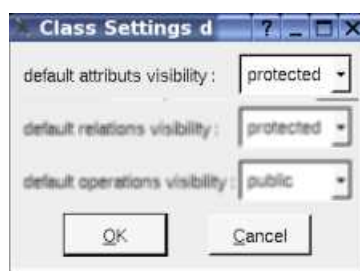 Class Settings d
default attributs visibility : protected
default relations visibility : protected
default operations visibility : public
OK Cancel